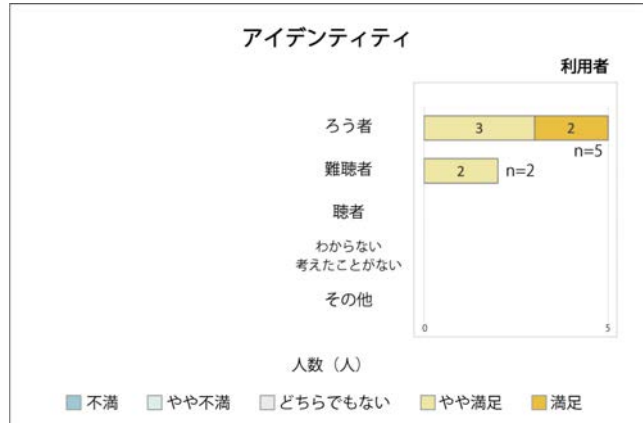 アイデンティティ
利用者
ろう者
3
2
n=5
難聴者
2
n=2
聴者
わからない
考えたことがない
その他
0
5
人数（人）
不満
やや不満
どちらでもない
やや満足
満足